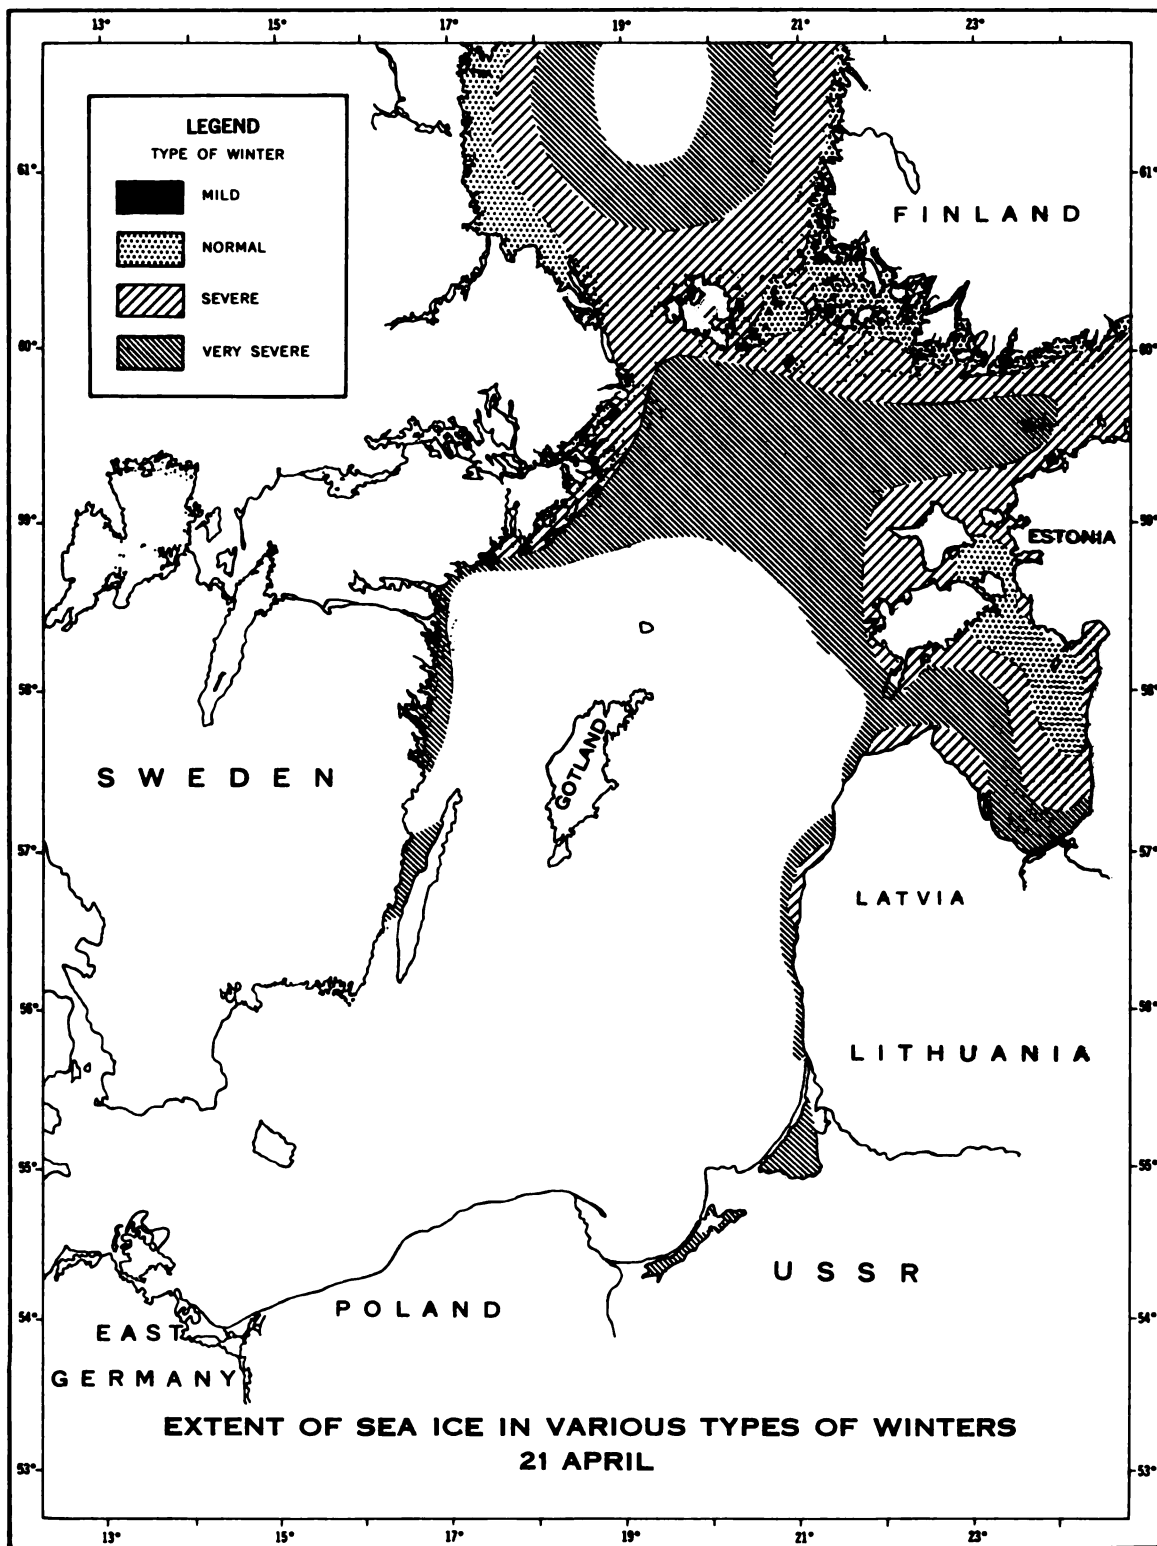 13° 15° 17° 19° 21° 23°
LEGEND
TYPE OF WINTER
MILD
NORMAL
SEVERE
VERY SEVERE
61° 61°
FINLAND
60° 60°
59° 59°
ESTONIA
58° 58°
SWEDEN
GOTLAND
57° 57°
LATVIA
56° 56°
LITHUANIA
55° 55°
USSR
POLAND
54° 54°
EAST
GERMANY
EXTENT OF SEA ICE IN VARIOUS TYPES OF WINTERS
21 APRIL
53° 53°
13° 15° 17° 19° 21° 23°